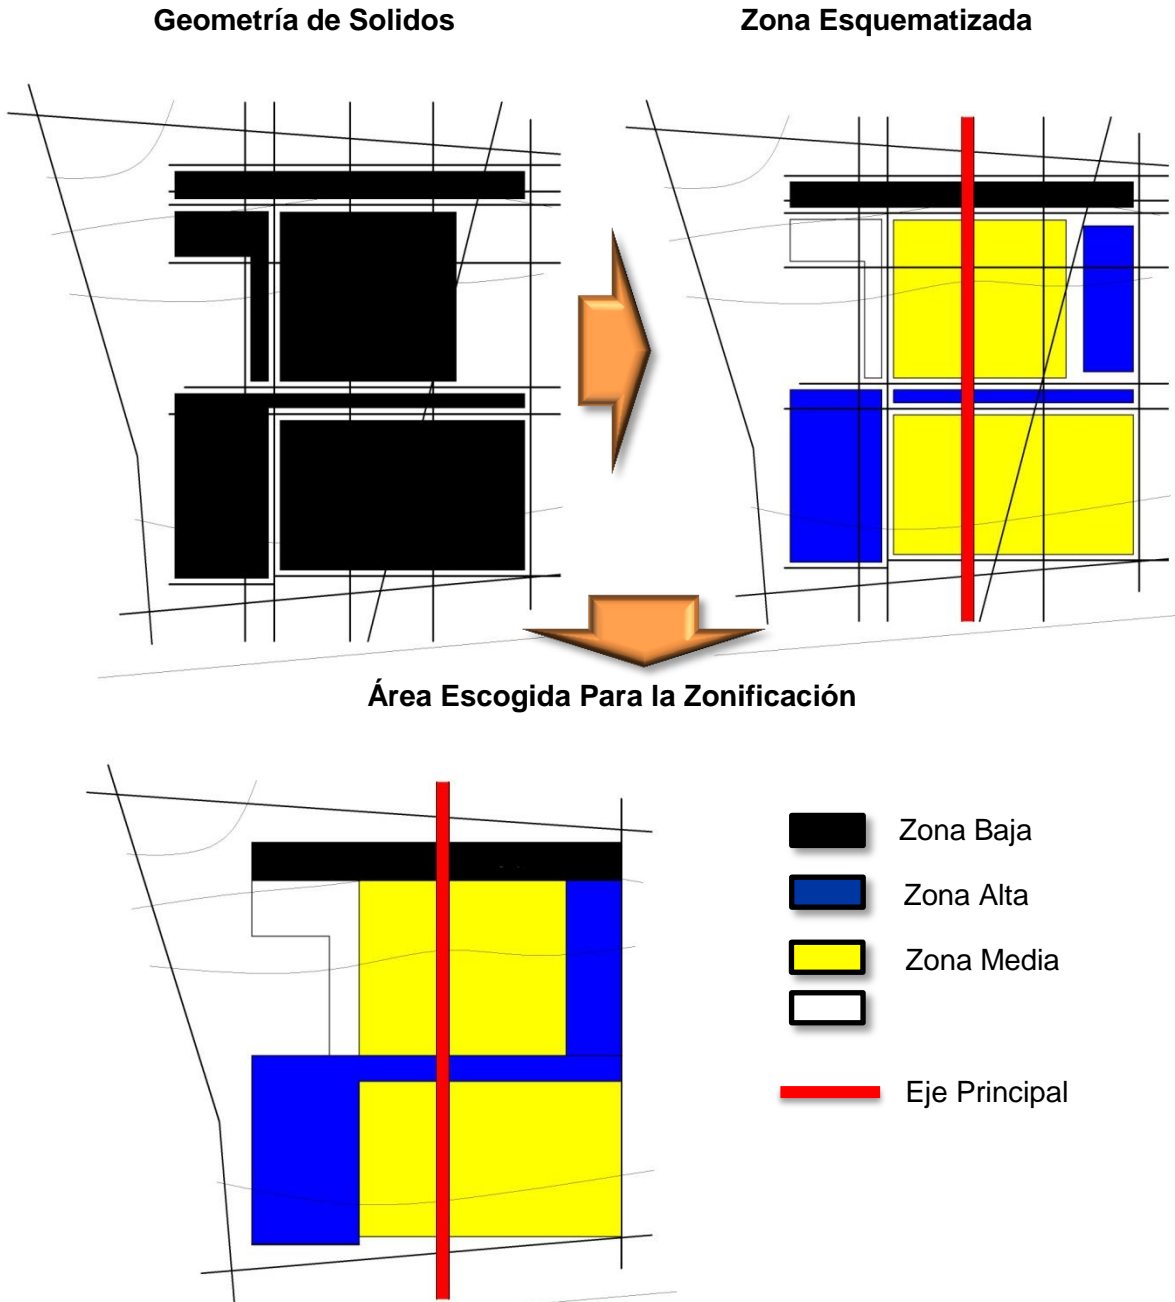 Geometría de Solidos
Zona Esquematizada
Área Escogida Para la Zonificación
Zona Baja
Zona Alta
Zona Media
Eje Principal